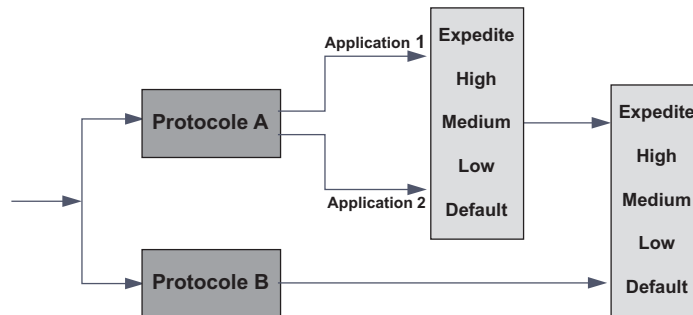 Application 1
Protocole A
Application 2
Expedite
High
Medium
Low
Default
Protocole B
Expedite
High
Medium
Low
Default